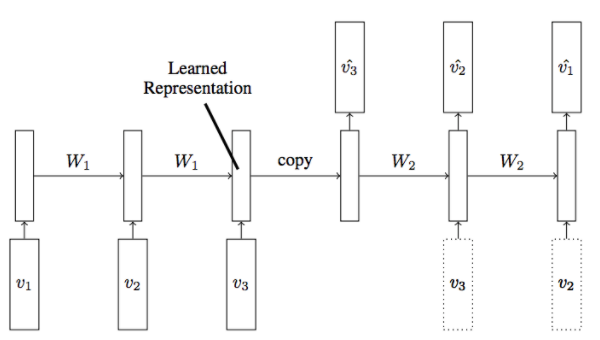 v̂₃ v̂₂ v̂₁
Learned
Representation
W₁ W₁ copy W₂ W₂
v₁ v₂ v₃ v₃ v₂